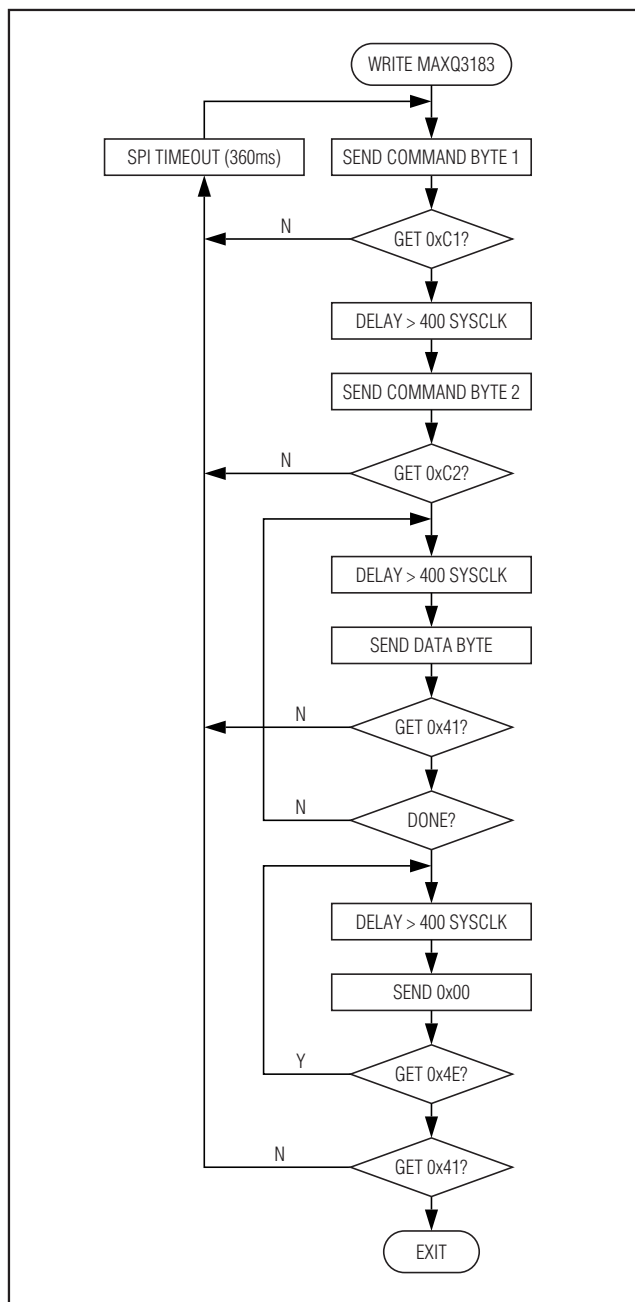 WRITE MAXQ3183
SPI TIMEOUT (360ms)
SEND COMMAND BYTE 1
N
GET 0xC1?
DELAY > 400 SYSCLK
SEND COMMAND BYTE 2
N
GET 0xC2?
DELAY > 400 SYSCLK
SEND DATA BYTE
N
GET 0x41?
N
DONE?
DELAY > 400 SYSCLK
SEND 0x00
Y
GET 0x4E?
N
GET 0x41?
EXIT